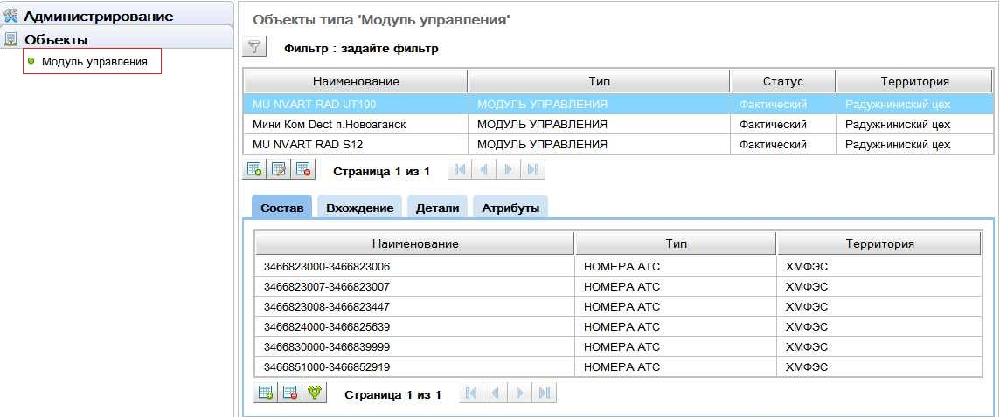 Администрирование
Объекты
Модуль управления
Объекты типа 'Модуль управления'
Фильтр : задайте фильтр
Наименование Тип Статус Территория
MU NVART RAD UT100 МОДУЛЬ УПРАВЛЕНИЯ Фактический Радужниниский цех
Мини Ком Dect п.Новоаганск МОДУЛЬ УПРАВЛЕНИЯ Фактический Радужниниский цех
MU NVART RAD S12 МОДУЛЬ УПРАВЛЕНИЯ Фактический Радужниниский цех
Страница 1 из 1
Состав Вхождение Детали Атрибуты
Наименование Тип Территория
3466823000-3466823006 НОМЕРА АТС ХМФЭС
3466823007-3466823007 НОМЕРА АТС ХМФЭС
3466823008-3466823447 НОМЕРА АТС ХМФЭС
3466824000-3466825639 НОМЕРА АТС ХМФЭС
3466830000-3466839999 НОМЕРА АТС ХМФЭС
3466851000-3466852919 НОМЕРА АТС ХМФЭС
Страница 1 из 1